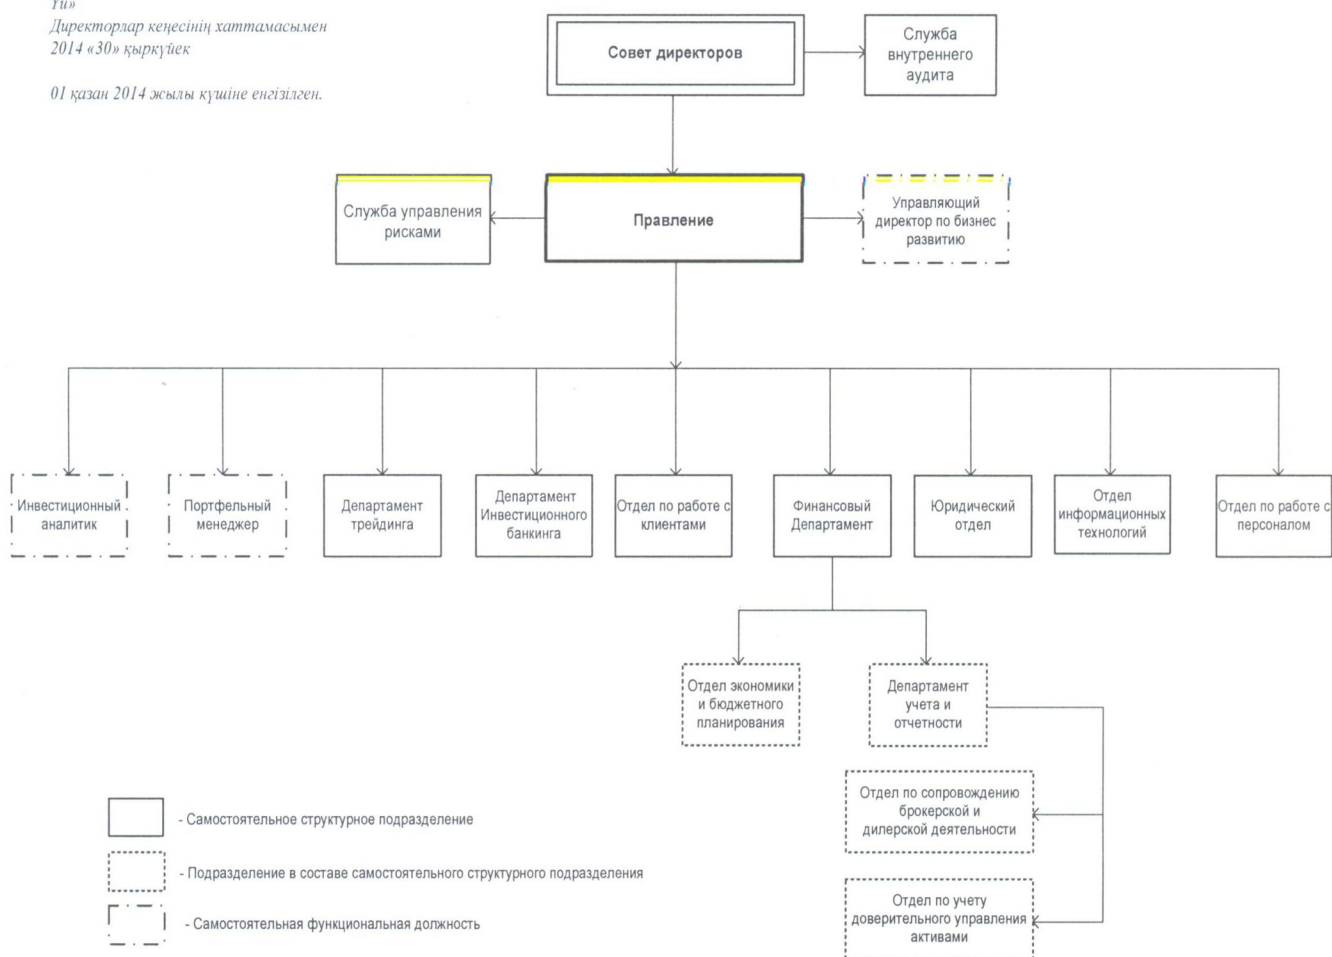 Үй»
Директорлар кеңесінің хаттамасымен
2014 «30» қыркүйек
01 қазан 2014 жылы күшіне енгізілген.
Совет директоров
Служба
внутреннего
аудита
Служба управления
рисками
Правление
Управляющий
директор по бизнес
развитию
Инвестиционный
аналитик
Портфельный
менеджер
Департамент
трейдинга
Департамент
Инвестиционного
банкинга
Отдел по работе с
клиентами
Финансовый
Департамент
Юридический
отдел
Отдел
информационных
технологий
Отдел по работе с
персоналом
Отдел экономики
и бюджетного
планирования
Департамент
учета и
отчетности
Отдел по сопровождению
брокерской и
дилерской деятельности
Отдел по учету
доверительного управления
активами
- Самостоятельное структурное подразделение
- Подразделение в составе самостоятельного структурного подразделения
- Самостоятельная функциональная должность